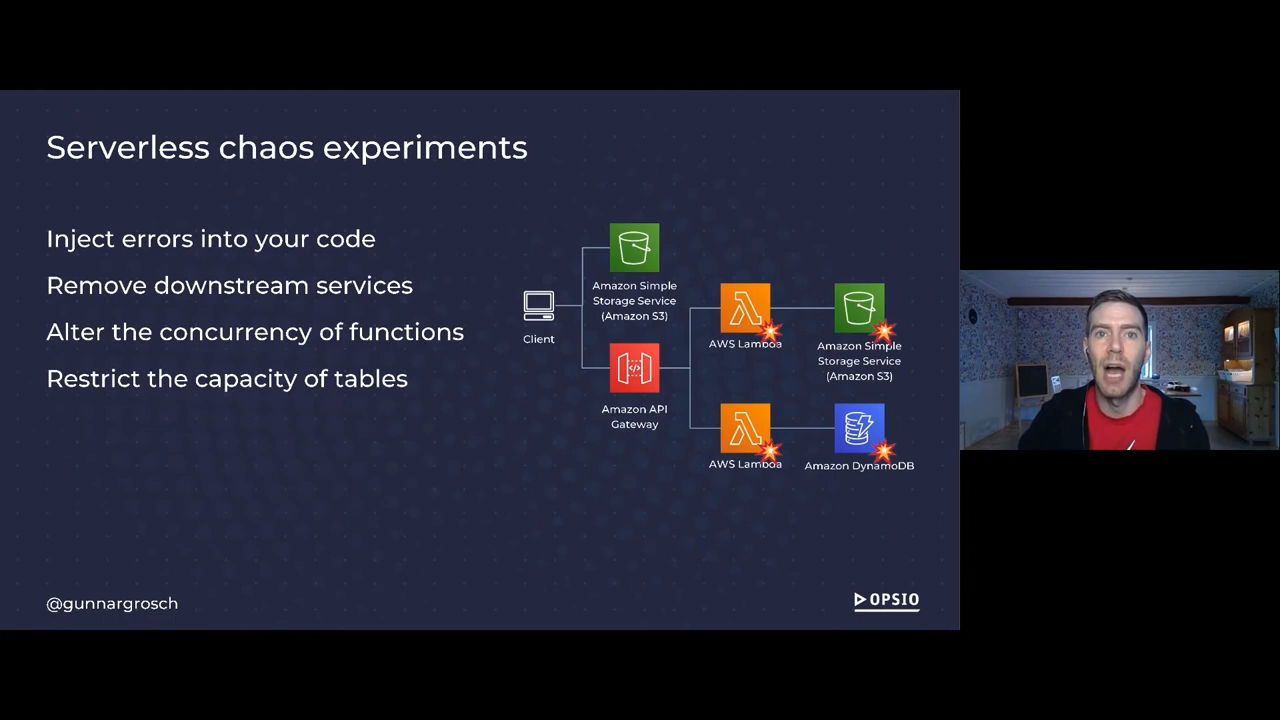 Serverless chaos experiments
Inject errors into your code
Remove downstream services
Alter the concurrency of functions
Restrict the capacity of tables
Client
Amazon Simple
Storage Service
(Amazon S3)
Amazon API
Gateway
AWS Lambda
Amazon Simple
Storage Service
(Amazon S3)
AWS Lambda
Amazon DynamoDB
@gunnargrosch
OPSIO